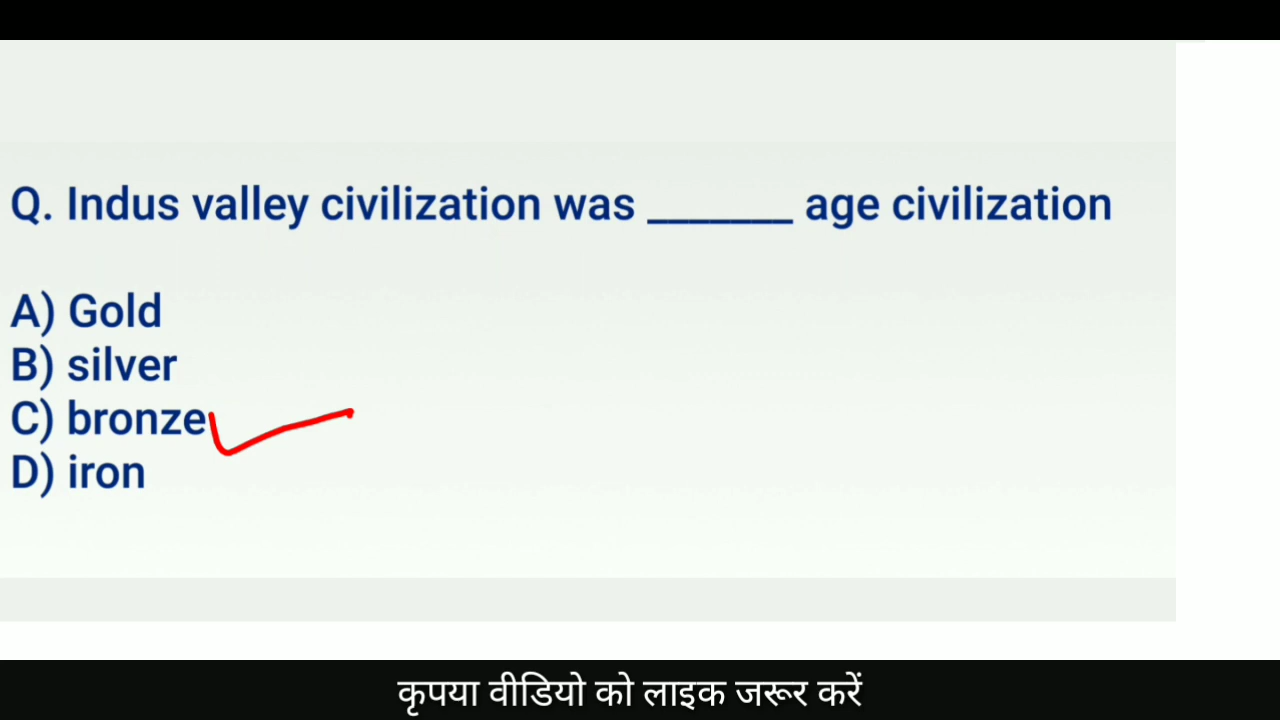 Q. Indus valley civilization was _______ age civilization
A) Gold
B) silver
C) bronze
D) iron
कृपया वीडियो को लाइक जरूर करें